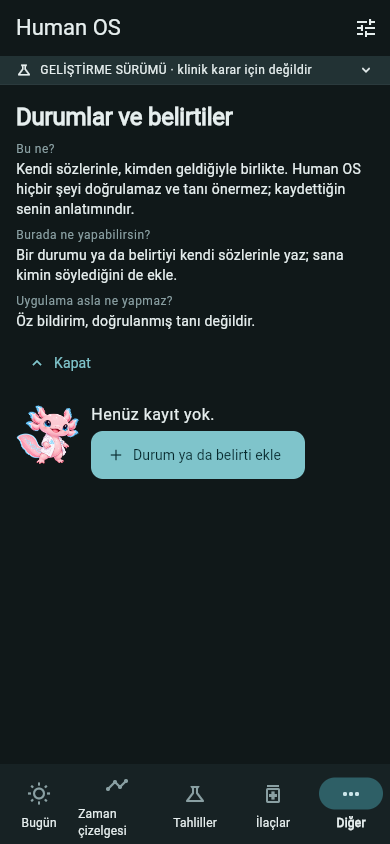 Human OS
GELİŞTİRME SÜRÜMÜ · klinik karar için değildir
Durumlar ve belirtiler
Bu ne?
Kendi sözlerinle, kimden geldiğiyle birlikte. Human OS
hiçbir şeyi doğrulamaz ve tanı önermez; kaydettiğin
senin anlatımındır.
Burada ne yapabilirsin?
Bir durumu ya da belirtiyi kendi sözlerinle yaz; sana
kimin söylediğini de ekle.
Uygulama asla ne yapmaz?
Öz bildirim, doğrulanmış tanı değildir.
Kapat
Henüz kayıt yok.
Durum ya da belirti ekle
Bugün
Zaman
çizelgesi
Tahliller
İlaçlar
Diğer